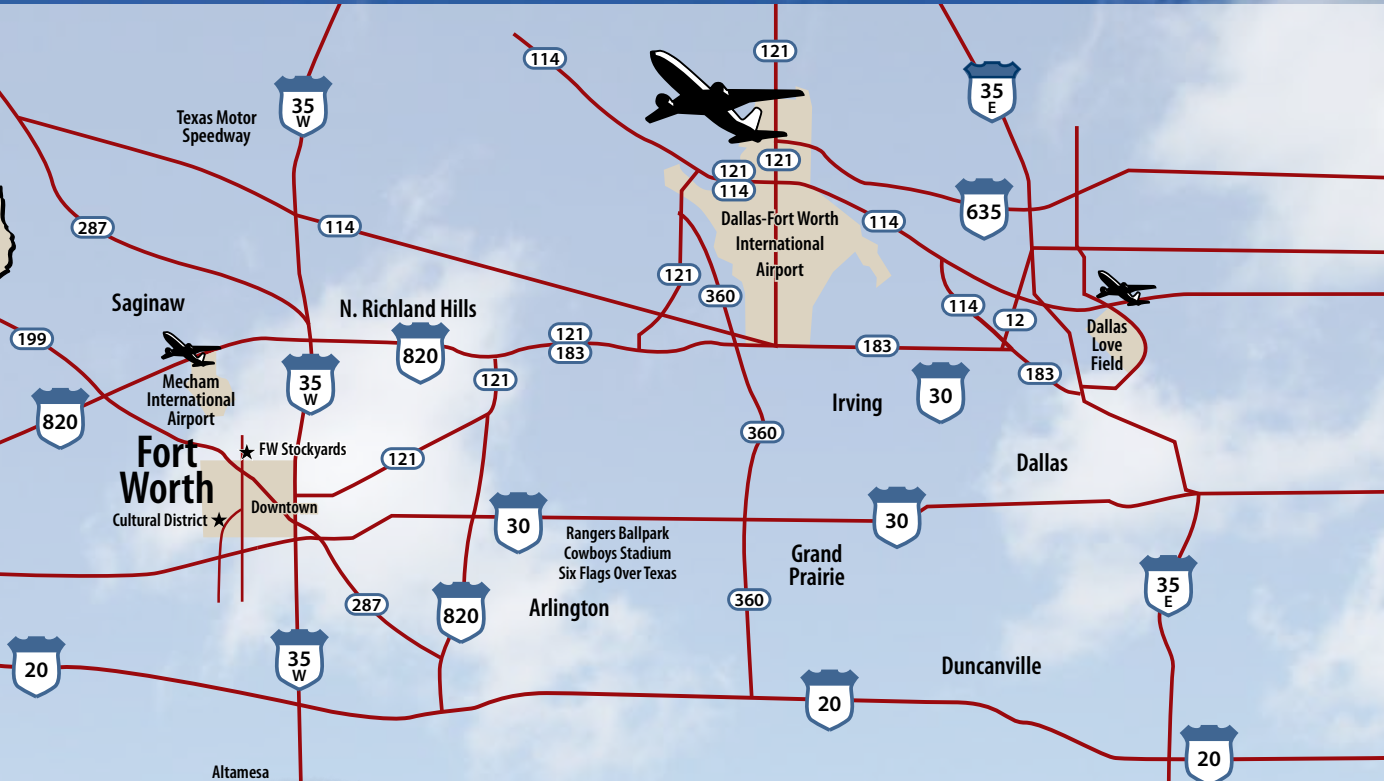 121
114
35
E
35
W
Texas Motor
Speedway
121
121
114
635
287
114
Dallas-Fort Worth
International
Airport
114
121
360
Saginaw
N. Richland Hills
114
12
199
820
121
183
183
Dallas
Love
Field
35
W
Mecham
International
Airport
121
183
30
Irving
820
360
Fort
Worth
FW Stockyards
121
Dallas
Downtown
Cultural District
30
30
Rangers Ballpark
Cowboys Stadium
Six Flags Over Texas
Grand
Prairie
35
E
287
820
Arlington
360
20
35
W
Duncanville
20
20
Altamesa